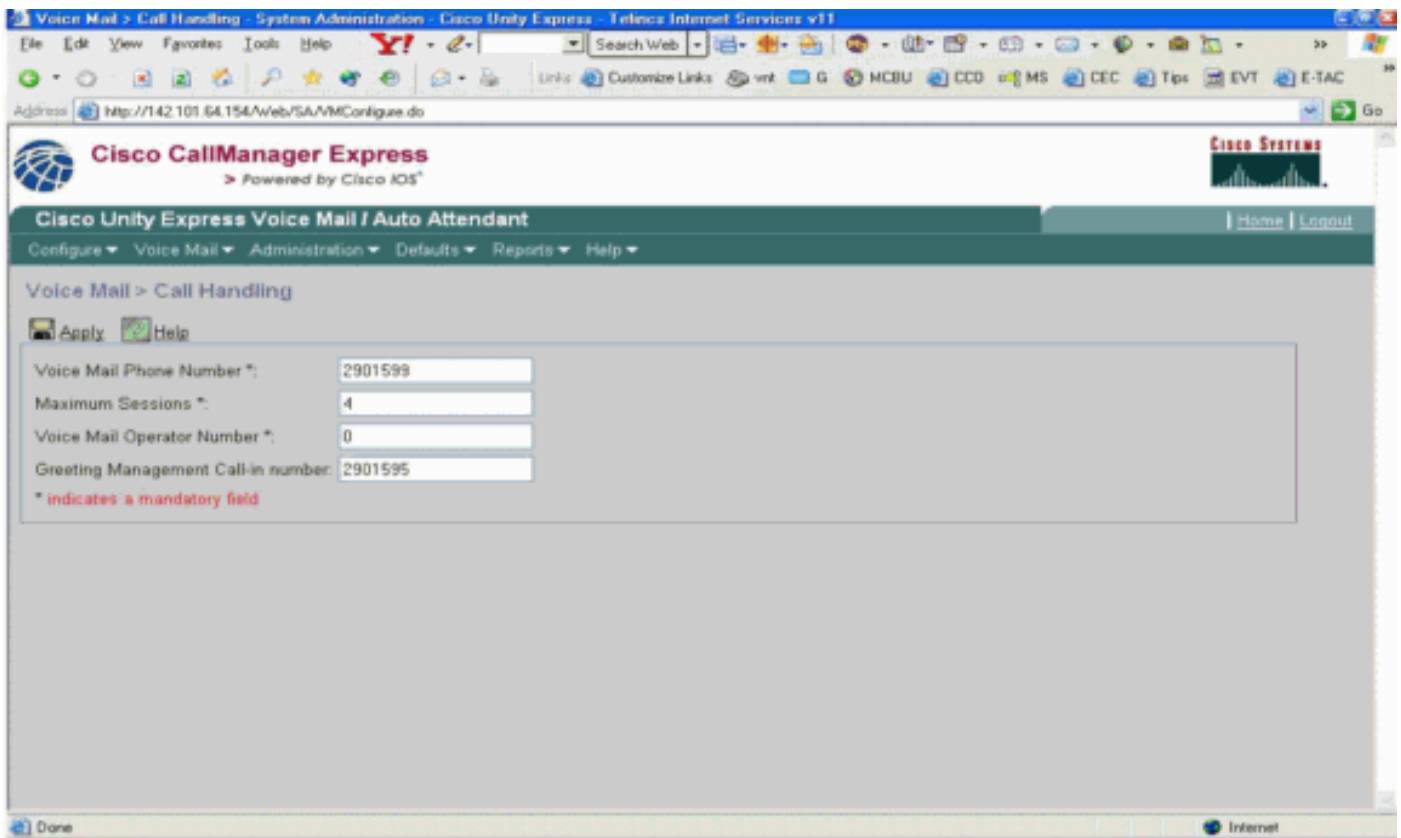 Voice Mail > Call Handling - System Administration - Cisco Unity Express - Telincs Internet Services v11
File Edit View Favorites Tools Help Y! Search Web
Links Customize Links vnt G MCBU CCO MS CEC Tips EVT E-TAC
Address http://142.101.64.154/Web/SA/VMConfigure.do Go
Cisco CallManager Express
> Powered by Cisco IOS®
CISCO SYSTEMS
Cisco Unity Express Voice Mail / Auto Attendant | Home | Logout
Configure Voice Mail Administration Defaults Reports Help
Voice Mail > Call Handling
Apply Help
Voice Mail Phone Number *: 2901599
Maximum Sessions *: 4
Voice Mail Operator Number *: 0
Greeting Management Call-in number: 2901595
* indicates a mandatory field
Done Internet